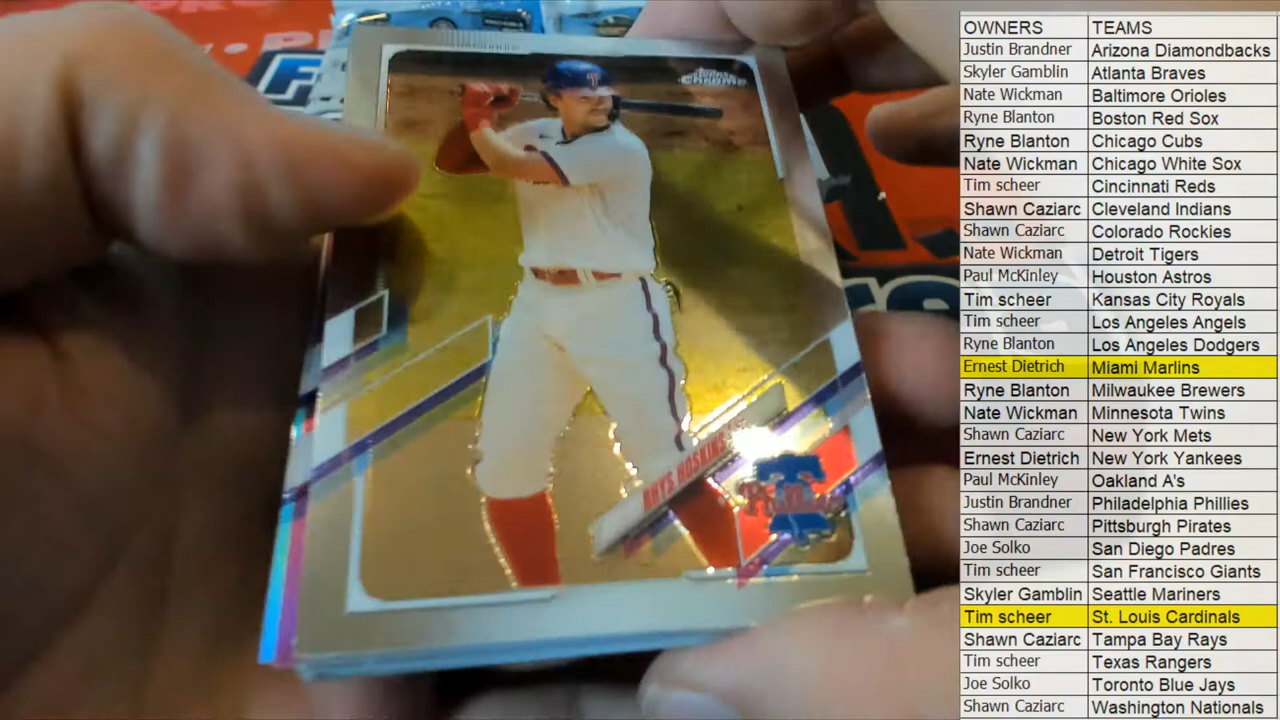 Topps
CHROME
RHYS HOSKINS
Phillies
OWNERS TEAMS
Justin Brandner Arizona Diamondbacks
Skyler Gamblin Atlanta Braves
Nate Wickman Baltimore Orioles
Ryne Blanton Boston Red Sox
Ryne Blanton Chicago Cubs
Nate Wickman Chicago White Sox
Tim scheer Cincinnati Reds
Shawn Caziarc Cleveland Indians
Shawn Caziarc Colorado Rockies
Nate Wickman Detroit Tigers
Paul McKinley Houston Astros
Tim scheer Kansas City Royals
Tim scheer Los Angeles Angels
Ryne Blanton Los Angeles Dodgers
Ernest Dietrich Miami Marlins
Ryne Blanton Milwaukee Brewers
Nate Wickman Minnesota Twins
Shawn Caziarc New York Mets
Ernest Dietrich New York Yankees
Paul McKinley Oakland A's
Justin Brandner Philadelphia Phillies
Shawn Caziarc Pittsburgh Pirates
Joe Solko San Diego Padres
Tim scheer San Francisco Giants
Skyler Gamblin Seattle Mariners
Tim scheer St. Louis Cardinals
Shawn Caziarc Tampa Bay Rays
Tim scheer Texas Rangers
Joe Solko Toronto Blue Jays
Shawn Caziarc Washington Nationals